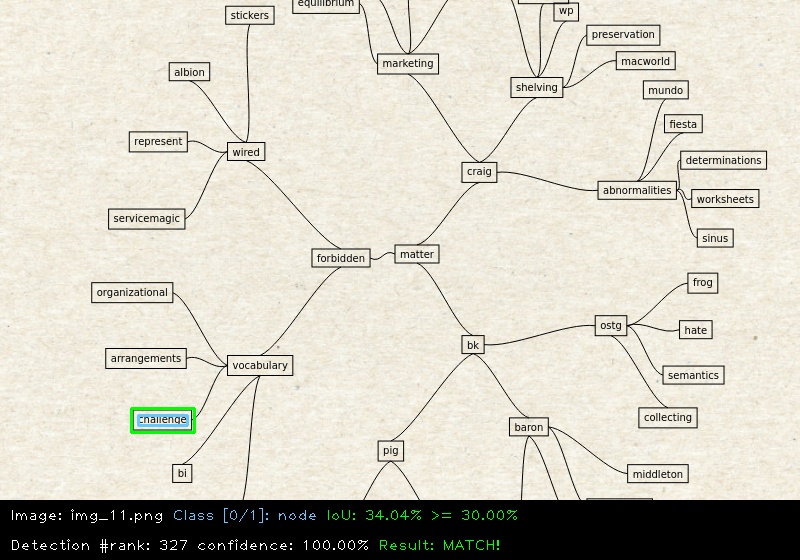 equilibrium
stickers
wp
preservation
marketing
macworld
albion
shelving
mundo
fiesta
represent
wired
determinations
craig
abnormalities
worksheets
servicemagic
sinus
forbidden
matter
frog
organizational
ostg
hate
bk
arrangements
vocabulary
semantics
challenge
collecting
baron
pig
bi
middleton
Image: img_11.png Class [0/1]: node IoU: 34.04% >= 30.00%
Detection #rank: 327 confidence: 100.00% Result: MATCH!